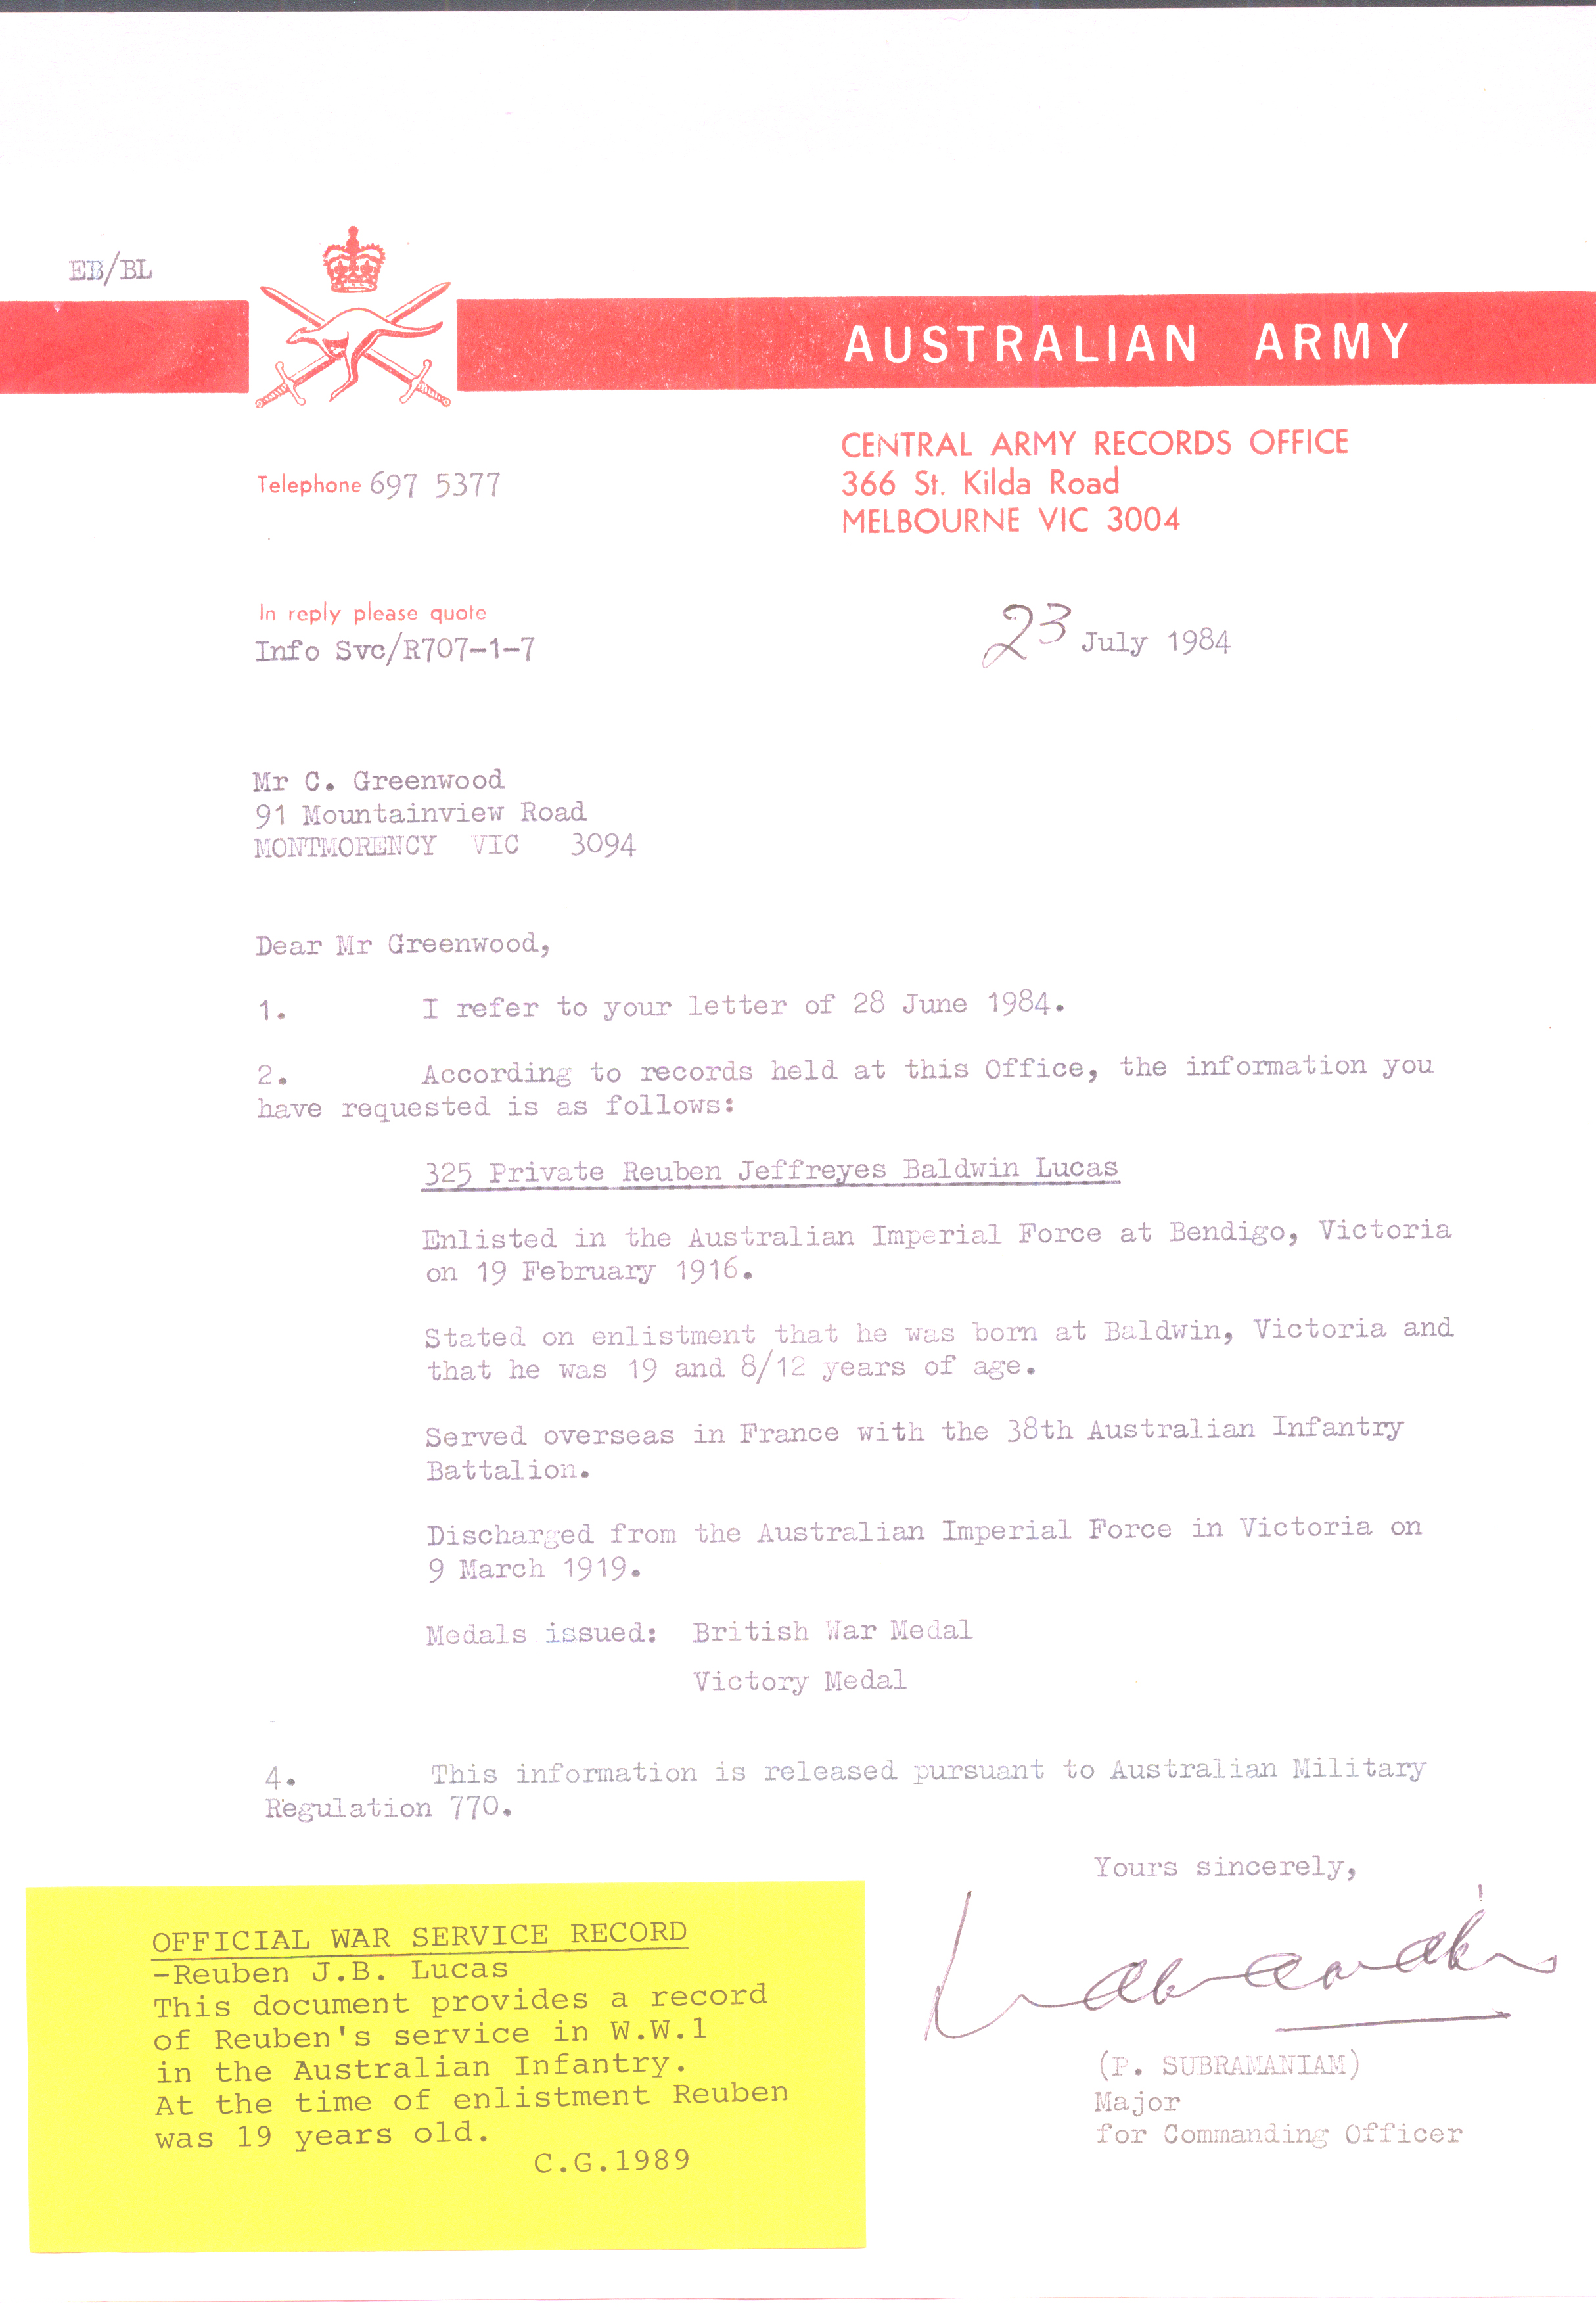 EB/BL
AUSTRALIAN ARMY
CENTRAL ARMY RECORDS OFFICE
366 St. Kilda Road
MELBOURNE VIC 3004
Telephone 697 5377
In reply please quote
Info Svc/R707-1-7
23 July 1984
Mr C. Greenwood
91 Mountainview Road
MONTMORENCY VIC 3094
Dear Mr Greenwood,
1. I refer to your letter of 28 June 1984.
2. According to records held at this Office, the information you
have requested is as follows:
325 Private Reuben Jeffreyes Baldwin Lucas
Enlisted in the Australian Imperial Force at Bendigo, Victoria
on 19 February 1916.
Stated on enlistment that he was born at Baldwin, Victoria and
that he was 19 and 8/12 years of age.
Served overseas in France with the 38th Australian Infantry
Battalion.
Discharged from the Australian Imperial Force in Victoria on
9 March 1919.
Medals issued: British War Medal
Victory Medal
4. This information is released pursuant to Australian Military
Regulation 770.
Yours sincerely,
(P. SUBRAMANIAM)
Major
for Commanding Officer
OFFICIAL WAR SERVICE RECORD
-Reuben J.B. Lucas
This document provides a record
of Reuben's service in W.W.1
in the Australian Infantry.
At the time of enlistment Reuben
was 19 years old.
C.G.1989